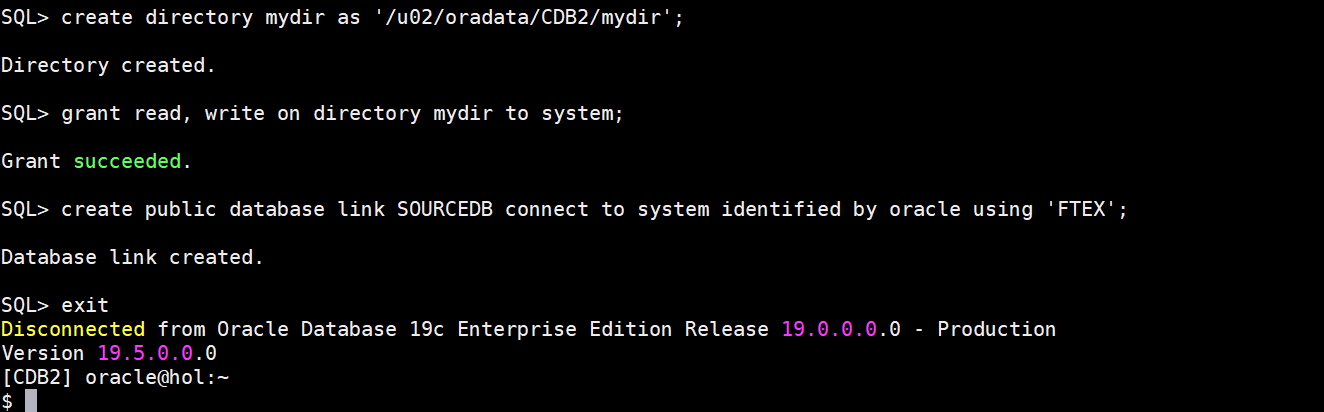 SQL> create directory mydir as '/u02/oradata/CDB2/mydir';
Directory created.
SQL> grant read, write on directory mydir to system;
Grant succeeded.
SQL> create public database link SOURCEDB connect to system identified by oracle using 'FTEX';
Database link created.
SQL> exit
Disconnected from Oracle Database 19c Enterprise Edition Release 19.0.0.0.0 - Production
Version 19.5.0.0.0
[CDB2] oracle@hol:~
$